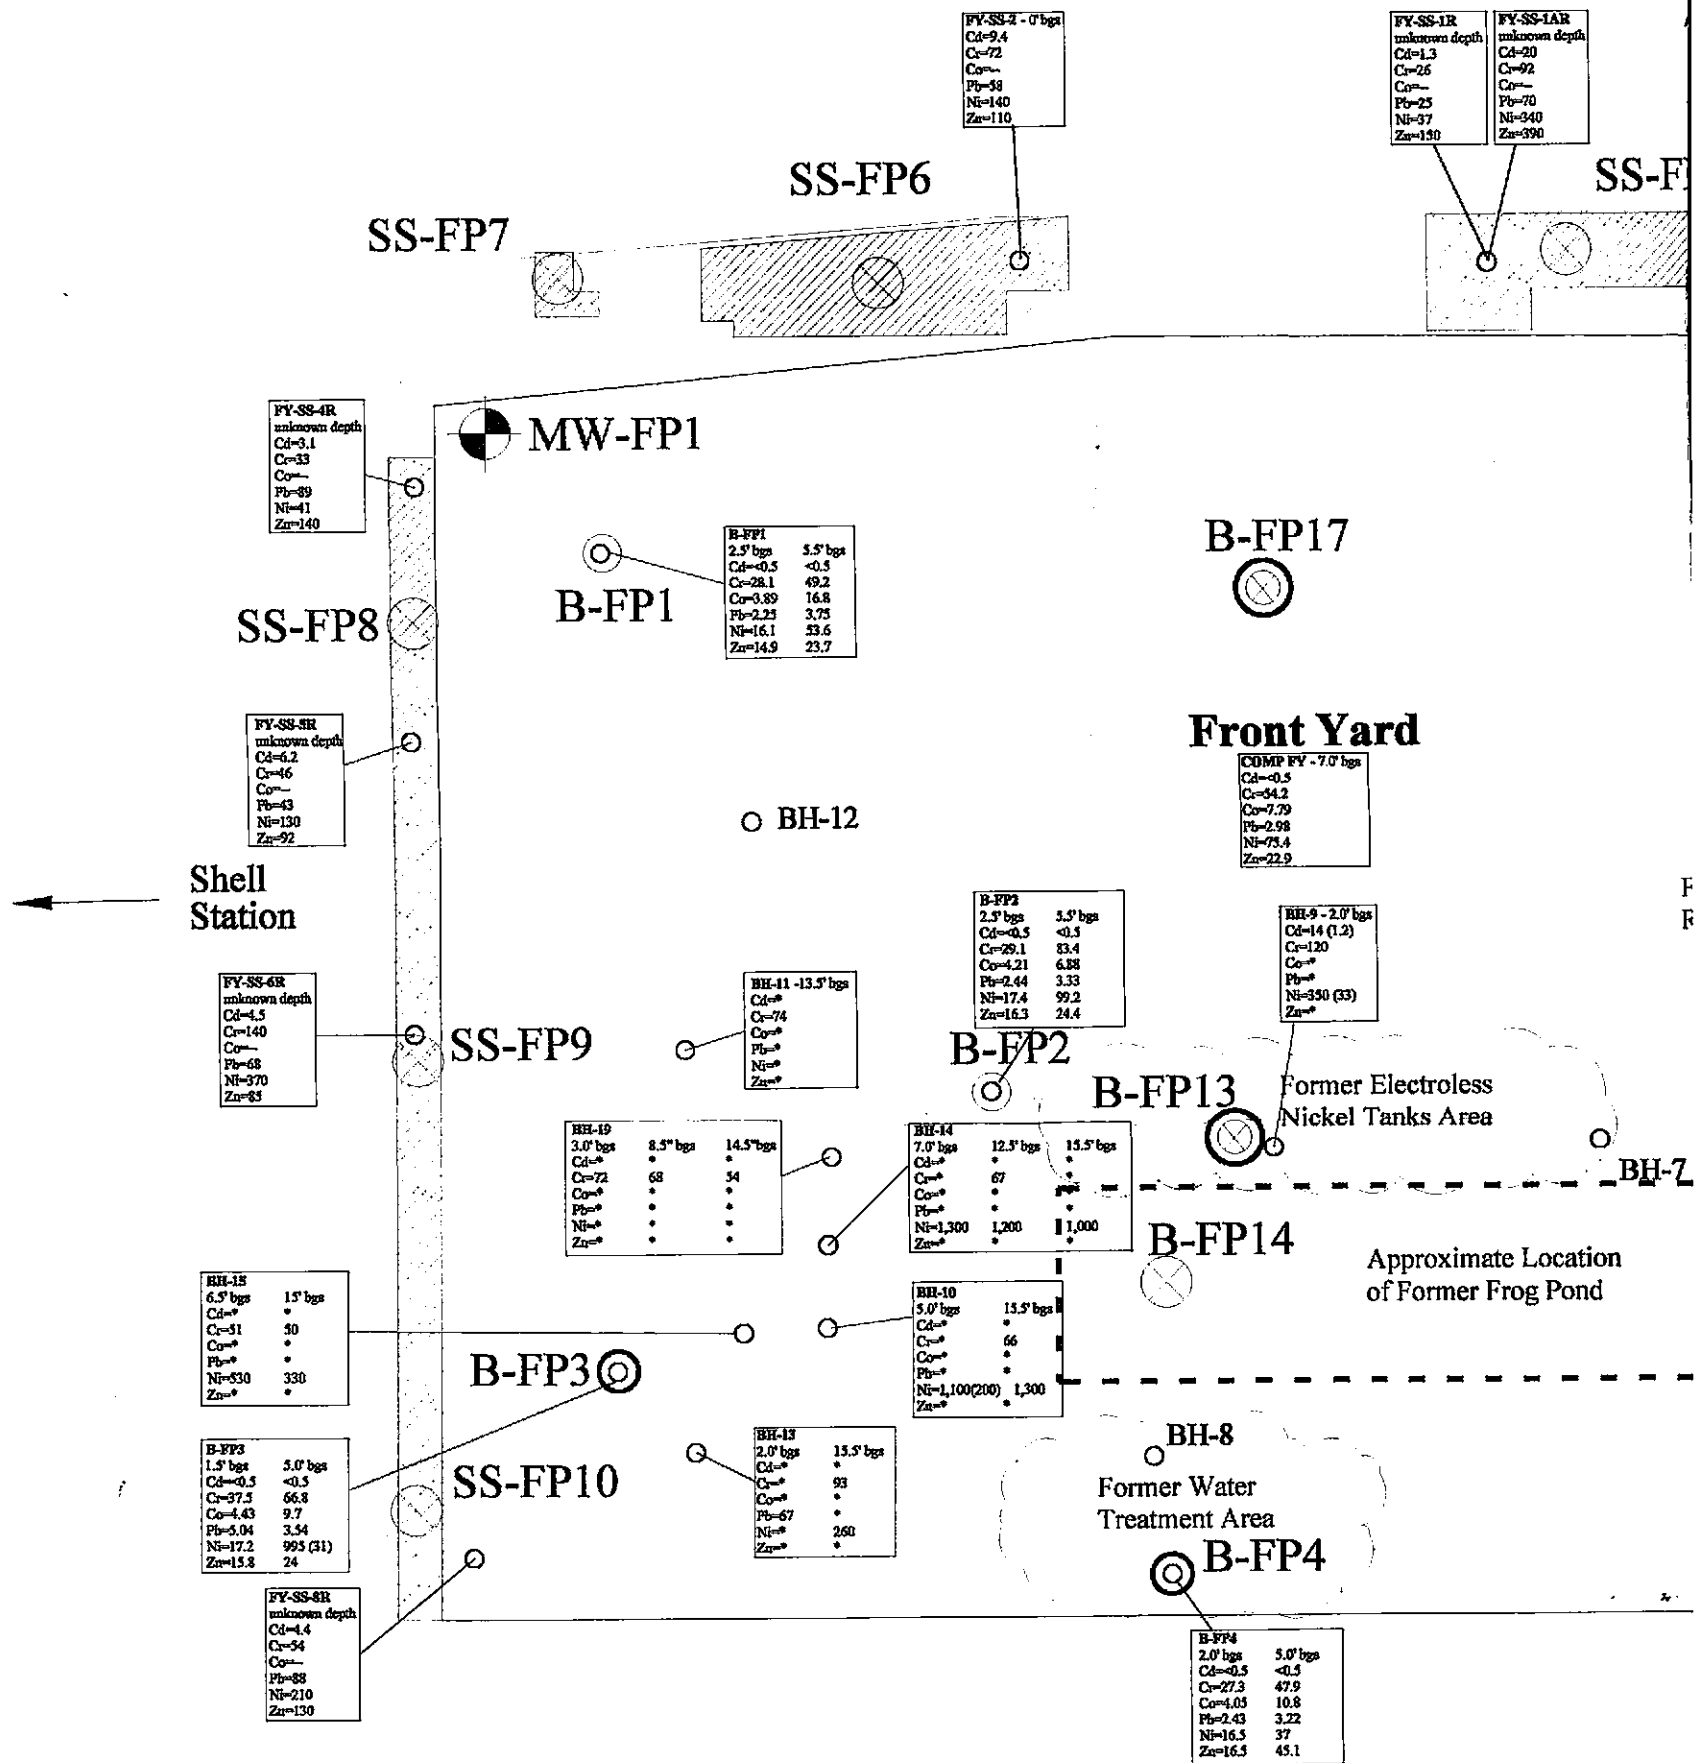 FY-SS-2 - 0' bgs
Cd=9.4
Cr=72
Co=--
Pb=58
Ni=140
Zn=110
FY-SS-1R
unknown depth
Cd=1.3
Cr=26
Co=--
Pb=25
Ni=37
Zn=150
FY-SS-1AR
unknown depth
Cd=20
Cr=92
Co=--
Pb=70
Ni=340
Zn=390
SS-FP6
SS-FP7
FY-SS-4R
unknown depth
Cd=3.1
Cr=33
Co=--
Pb=89
Ni=41
Zn=140
MW-FP1
B-FP1
B-FP1
2.5' bgs 5.5' bgs
Cd=<0.5 <0.5
Cr=28.1 49.2
Co=3.89 16.8
Pb=2.25 3.75
Ni=16.1 53.6
Zn=14.9 23.7
B-FP17
SS-FP8
FY-SS-5R
unknown depth
Cd=6.2
Cr=46
Co=--
Pb=43
Ni=130
Zn=92
Front Yard
COMP FY - 7.0' bgs
Cd=<0.5
Cr=54.2
Co=7.79
Pb=2.98
Ni=75.4
Zn=22.9
BH-12
Shell
Station
B-FP2
2.5' bgs 5.5' bgs
Cd=<0.5 <0.5
Cr=29.1 83.4
Co=4.21 6.88
Pb=2.44 3.33
Ni=17.4 99.2
Zn=16.3 24.4
BH-9 - 2.0' bgs
Cd=14 (1.2)
Cr=120
Co=*
Pb=*
Ni=350 (33)
Zn=*
FY-SS-6R
unknown depth
Cd=4.5
Cr=140
Co=--
Pb=68
Ni=370
Zn=85
SS-FP9
BH-11 -13.5' bgs
Cd=*
Cr=74
Co=*
Pb=*
Ni=*
Zn=*
B-FP2
B-FP13
Former Electroless
Nickel Tanks Area
BH-7
BH-19
3.0' bgs 8.5" bgs 14.5"bgs
Cd=* * *
Cr=72 68 54
Co=* * *
Pb=* * *
Ni=* * *
Zn=* * *
BH-14
7.0' bgs 12.5' bgs 15.5' bgs
Cd=* * *
Cr=* 67 *
Co=* * *
Pb=* * *
Ni=1,300 1,200 1,000
Zn=* * *
B-FP14
Approximate Location
of Former Frog Pond
BH-15
6.5' bgs 15' bgs
Cd=* *
Cr=51 50
Co=* *
Pb=* *
Ni=530 330
Zn=* *
BH-10
5.0' bgs 15.5' bgs
Cd=* *
Cr=* 66
Co=* *
Pb=* *
Ni=1,100(200) 1,300
Zn=* *
B-FP3
B-FP3
1.5' bgs 5.0' bgs
Cd=<0.5 <0.5
Cr=37.5 66.8
Co=4.43 9.7
Pb=5.04 3.54
Ni=17.2 995 (31)
Zn=15.8 24
SS-FP10
BH-13
2.0' bgs 15.5' bgs
Cd=* *
Cr=* 93
Co=* *
Pb=67 *
Ni=* 260
Zn=* *
BH-8
Former Water
Treatment Area
B-FP4
FY-SS-8R
unknown depth
Cd=4.4
Cr=54
Co=--
Pb=88
Ni=210
Zn=130
B-FP4
2.0' bgs 5.0' bgs
Cd=<0.5 <0.5
Cr=27.3 47.9
Co=4.05 10.8
Pb=2.43 3.22
Ni=16.5 37
Zn=16.5 45.1